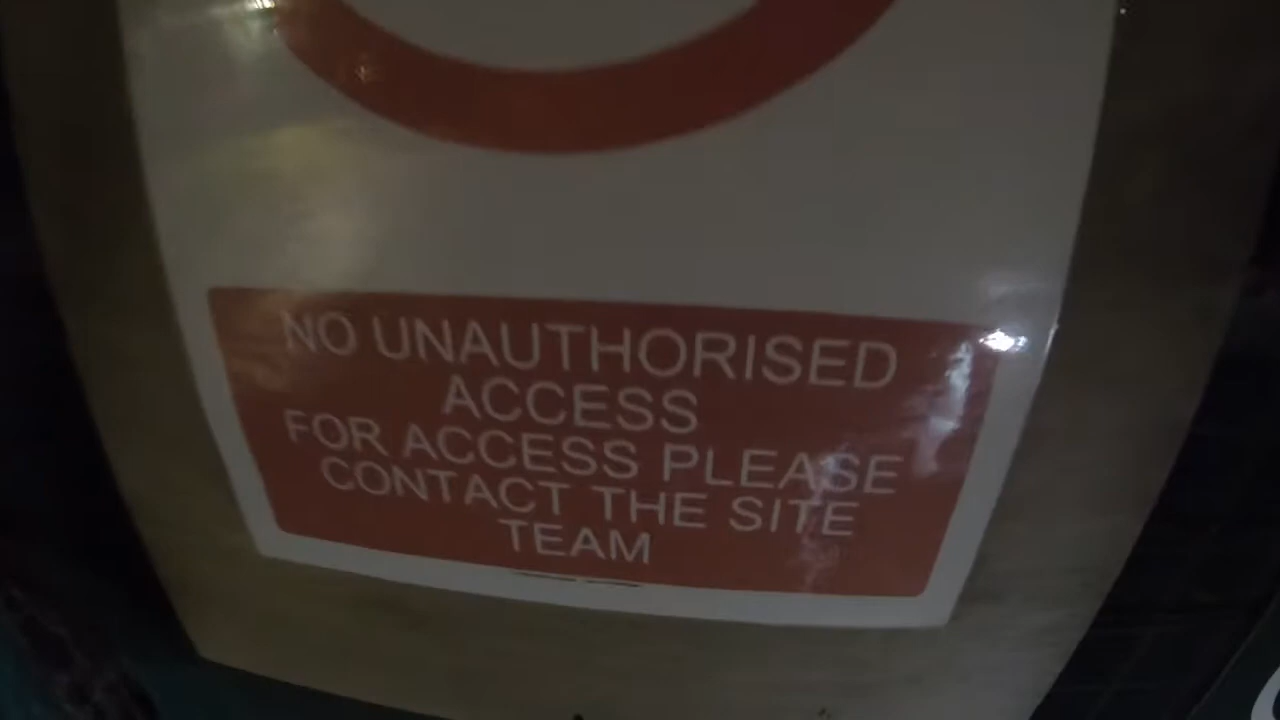 NO UNAUTHORISED
ACCESS
FOR ACCESS PLEASE
CONTACT THE SITE
TEAM